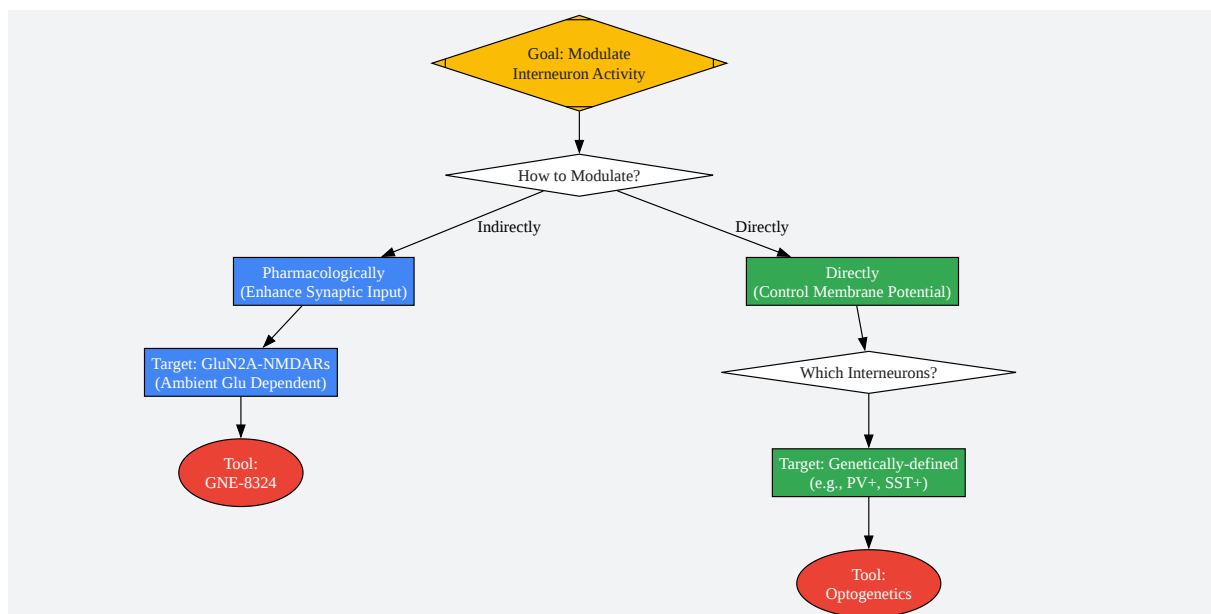 Goal: Modulate
Interneuron Activity
How to Modulate?
Indirectly
Directly
Pharmacologically
(Enhance Synaptic Input)
Directly
(Control Membrane Potential)
Target: GluN2A-NMDARs
(Ambient Glu Dependent)
Which Interneurons?
Tool:
GNE-8324
Target: Genetically-defined
(e.g., PV+, SST+)
Tool:
Optogenetics